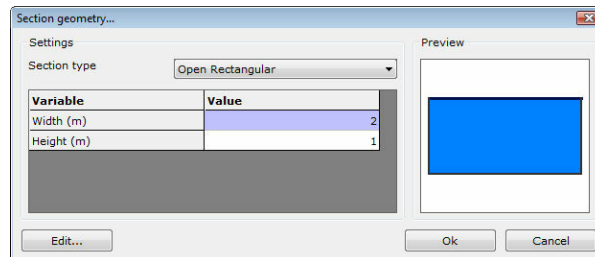 Section geometry...
Settings
Section type
Open Rectangular
Variable Value
Width (m) 2
Height (m) 1
Edit...
Preview
Ok
Cancel